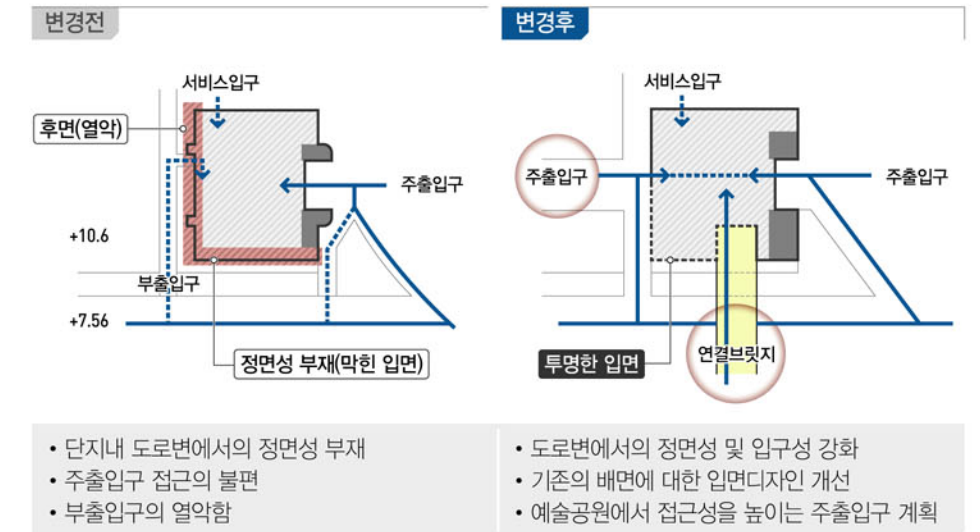 변경전
서비스입구
후면(열악)
주출입구
+10.6
부출입구
+7.56
정면성 부재(막힌 입면)
• 단지내 도로변에서의 정면성 부재
• 주출입구 접근의 불편
• 부출입구의 열악함
변경후
서비스입구
주출입구
주출입구
연결브릿지
투명한 입면
• 도로변에서의 정면성 및 입구성 강화
• 기존의 배면에 대한 입면디자인 개선
• 예술공원에서 접근성을 높이는 주출입구 계획